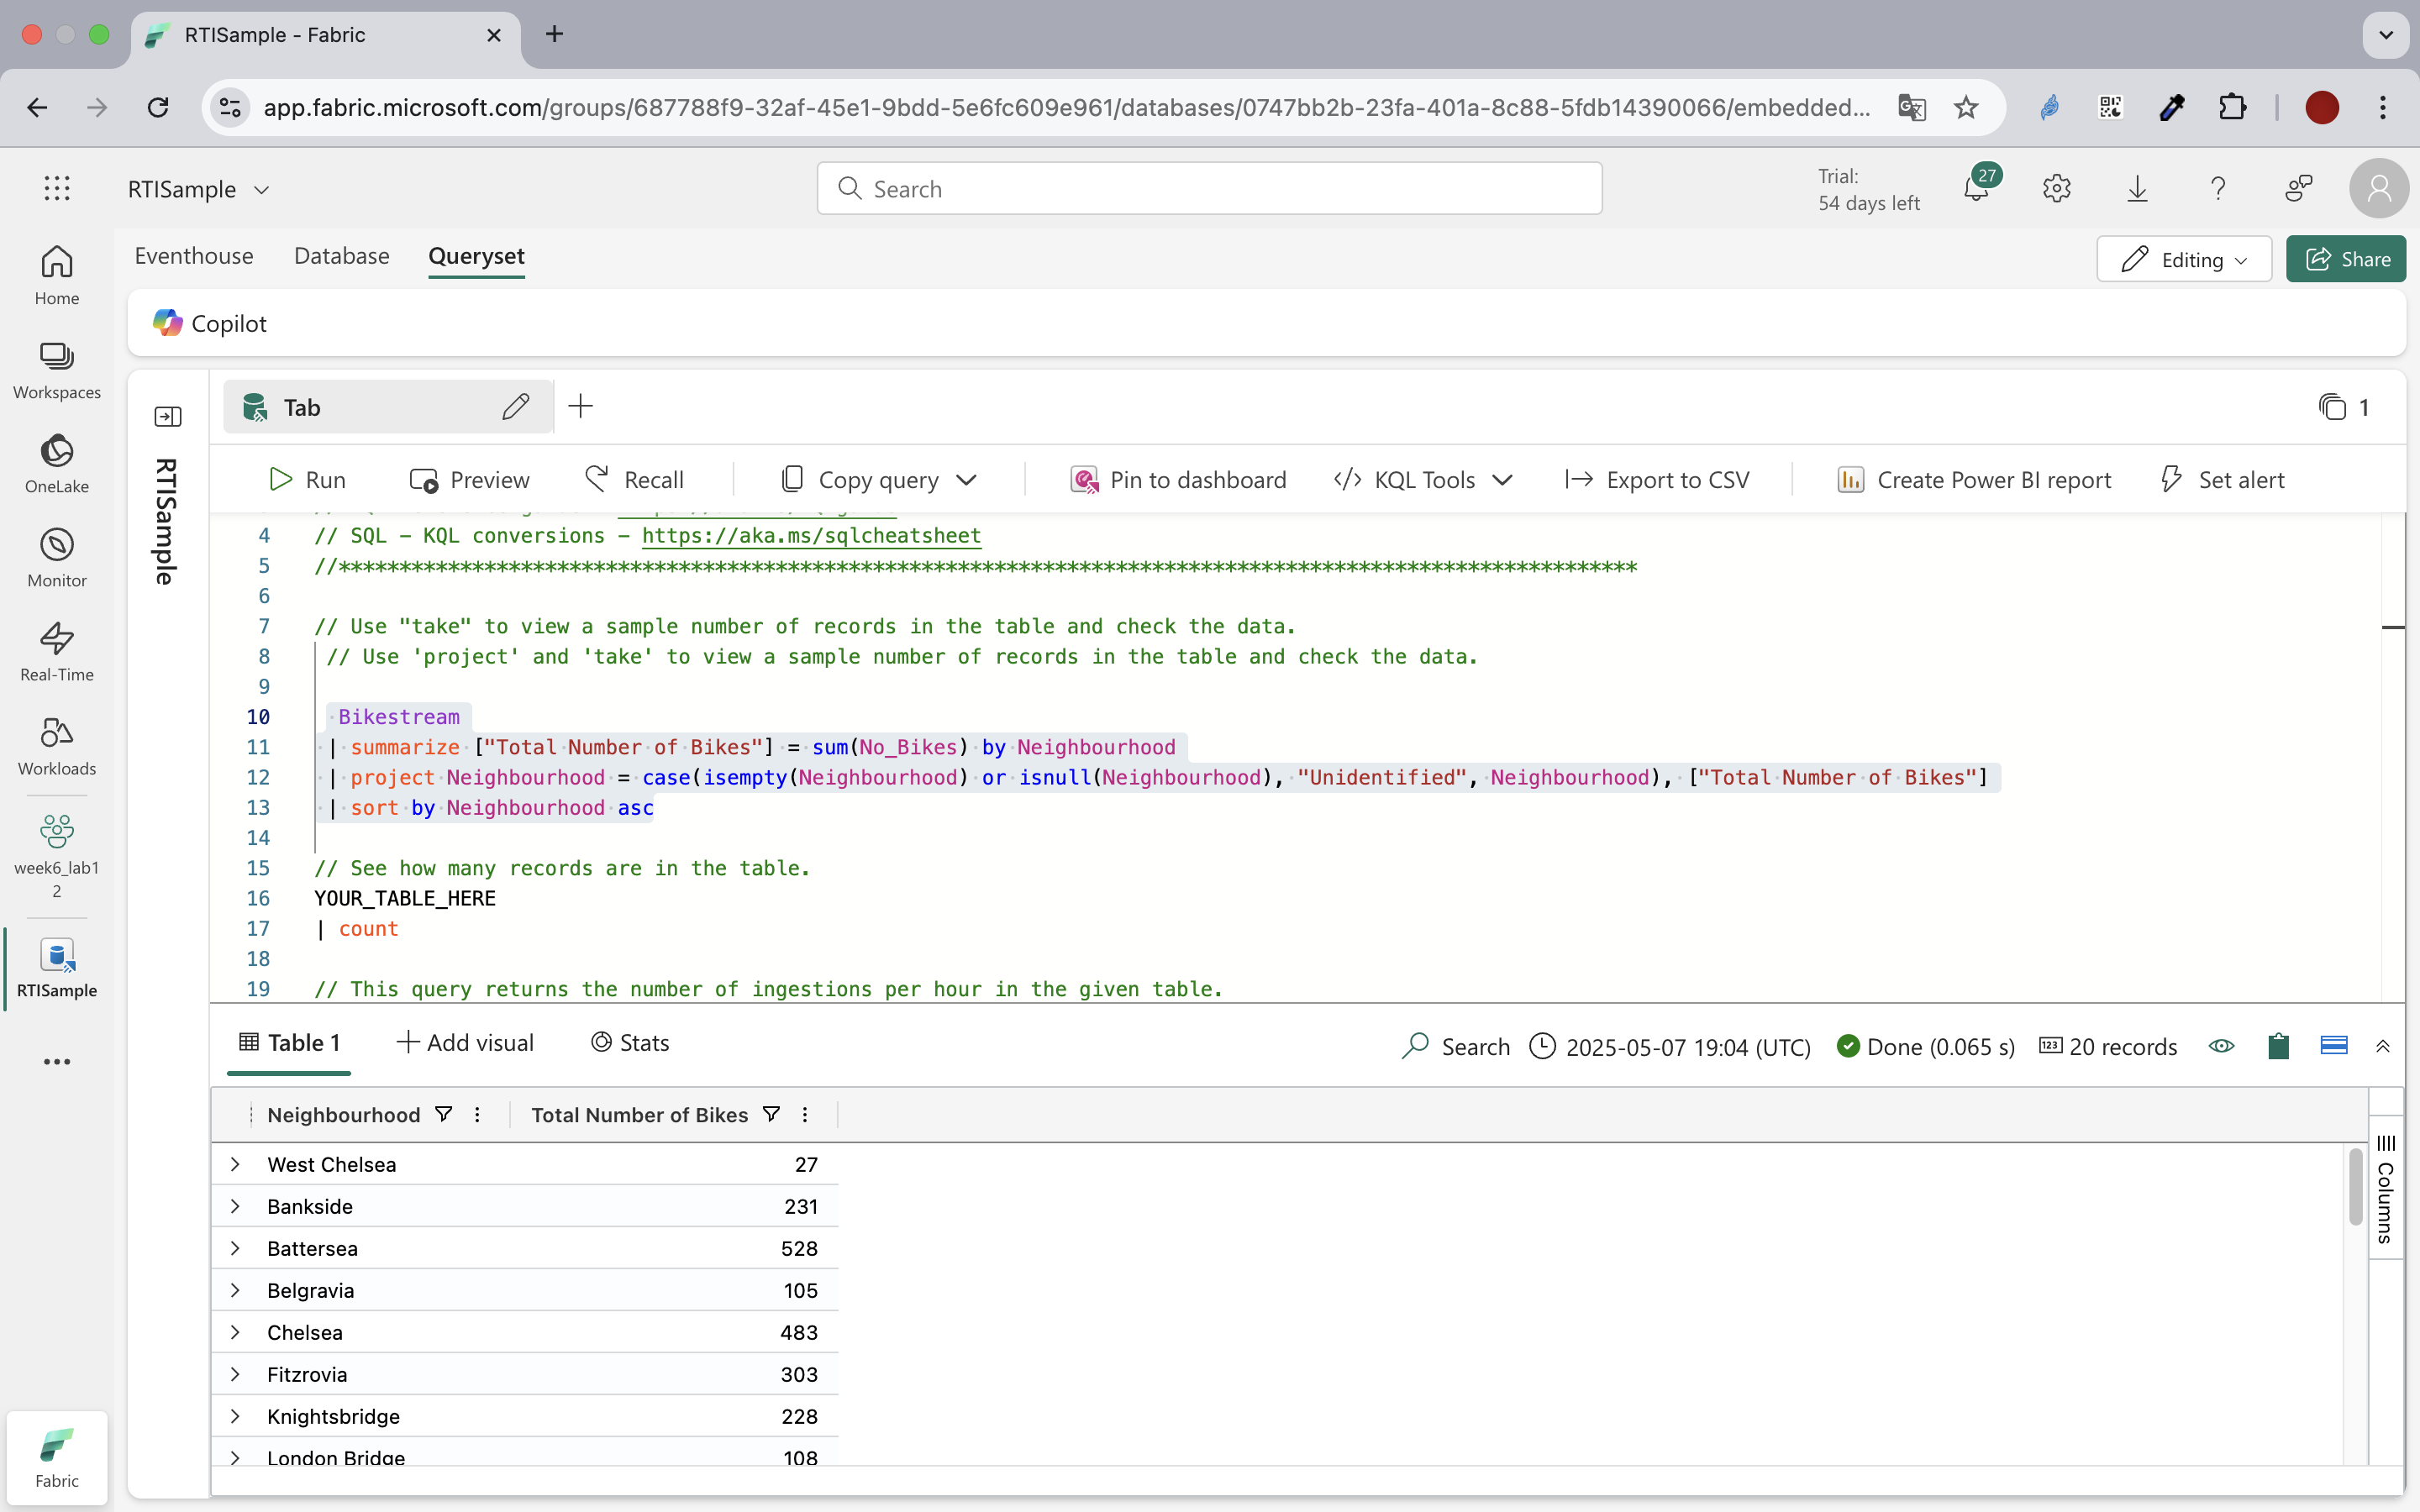 RTISample - Fabric
app.fabric.microsoft.com/groups/687788f9-32af-45e1-9bdd-5e6fc609e961/databases/0747bb2b-23fa-401a-8c88-5fdb14390066/embedded...
RTISample
Search
Trial:
54 days left
27
Home
Workspaces
OneLake
Monitor
Real-Time
Workloads
week6_lab1
2
RTISample
Fabric
Eventhouse Database Queryset
Editing
Share
Copilot
RTISample
Tab
1
Run Preview Recall Copy query Pin to dashboard KQL Tools Export to CSV Create Power BI report Set alert
4 // SQL - KQL conversions - https://aka.ms/sqlcheatsheet
5 //***********************************************************************************************************
6
7 // Use "take" to view a sample number of records in the table and check the data.
8 // Use 'project' and 'take' to view a sample number of records in the table and check the data.
9
10 Bikestream
11 | summarize ["Total Number of Bikes"] = sum(No_Bikes) by Neighbourhood
12 | project Neighbourhood = case(isempty(Neighbourhood) or isnull(Neighbourhood), "Unidentified", Neighbourhood), ["Total Number of Bikes"]
13 | sort by Neighbourhood asc
14
15 // See how many records are in the table.
16 YOUR_TABLE_HERE
17 | count
18
19 // This query returns the number of ingestions per hour in the given table.
Table 1 Add visual Stats Search 2025-05-07 19:04 (UTC) Done (0.065 s) 123 20 records
Neighbourhood Total Number of Bikes
West Chelsea 27
Bankside 231
Battersea 528
Belgravia 105
Chelsea 483
Fitzrovia 303
Knightsbridge 228
London Bridge 108
Columns